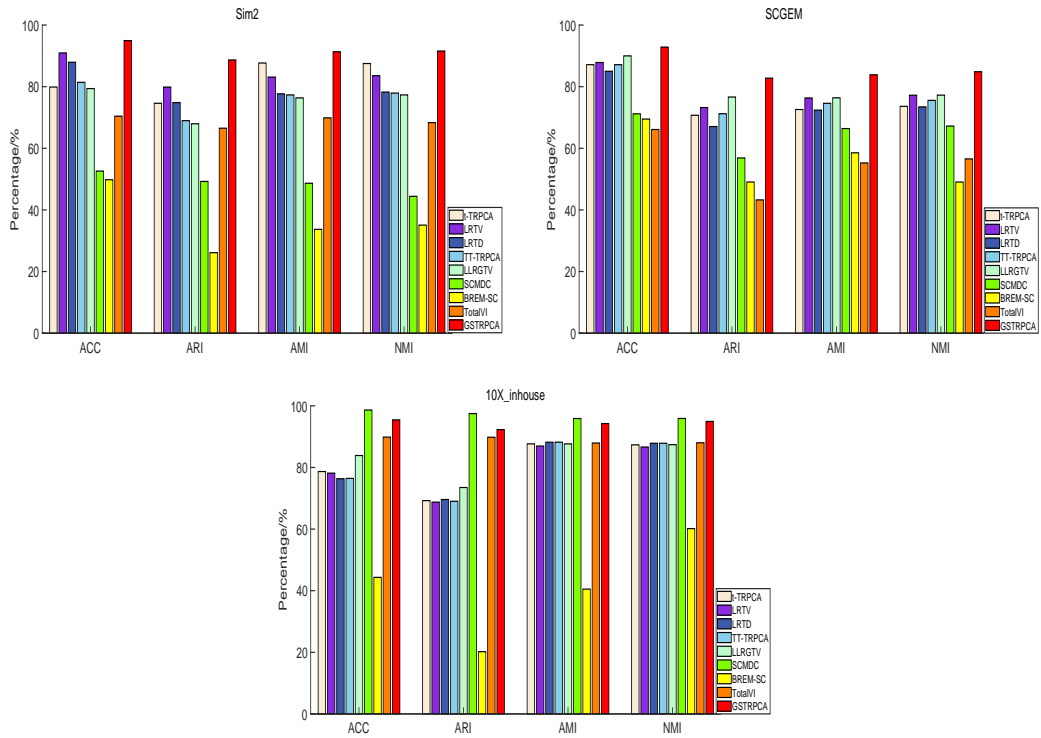 Sim2
Percentage/%
100
80
60
40
20
0
ACC ARI AMI NMI
t-TRPCA
LRTV
LRTD
TT-TRPCA
LLRGTV
SCMDC
BREM-SC
TotalVI
GSTRPCA
SCGEM
Percentage/%
100
80
60
40
20
0
ACC ARI AMI NMI
t-TRPCA
LRTV
LRTD
TT-TRPCA
LLRGTV
SCMDC
BREM-SC
TotalVI
GSTRPCA
10X_inhouse
Percentage/%
100
80
60
40
20
0
ACC ARI AMI NMI
t-TRPCA
LRTV
LRTD
TT-TRPCA
LLRGTV
SCMDC
BREM-SC
TotalVI
GSTRPCA